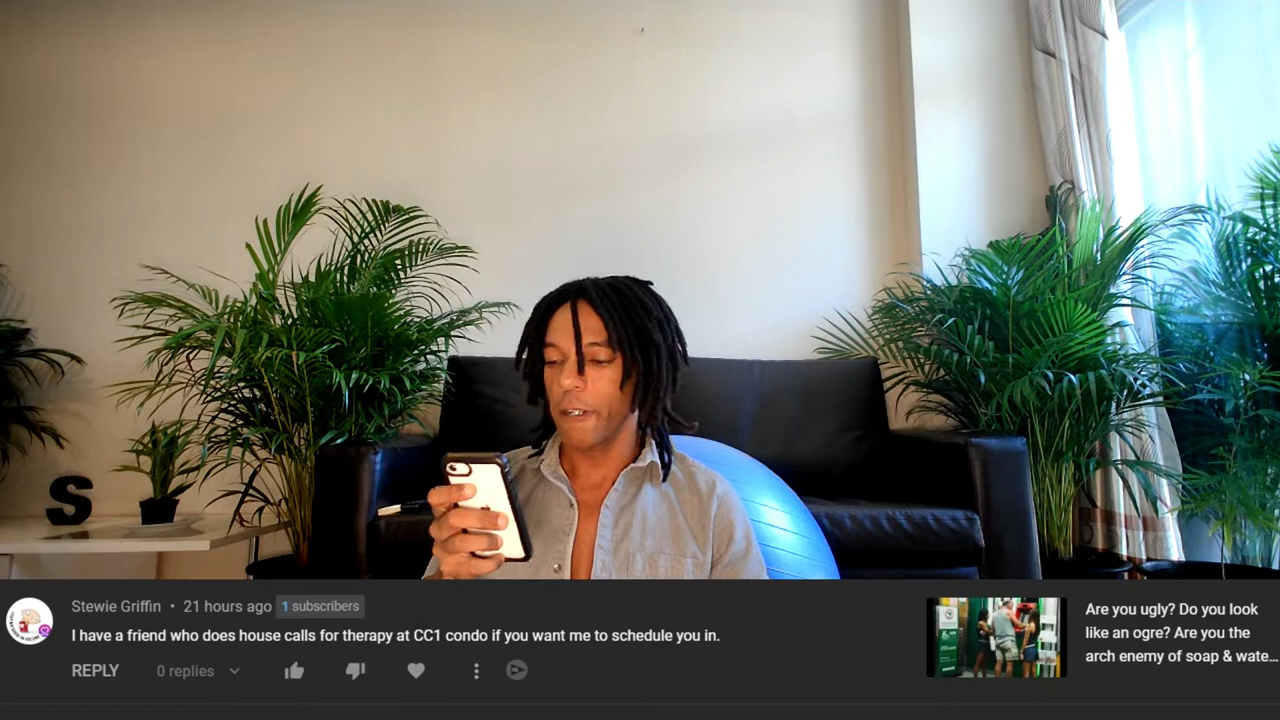 S
Stewie Griffin • 21 hours ago 1 subscribers
I have a friend who does house calls for therapy at CC1 condo if you want me to schedule you in.
REPLY 0 replies
Are you ugly? Do you look
like an ogre? Are you the
arch enemy of soap & wate...